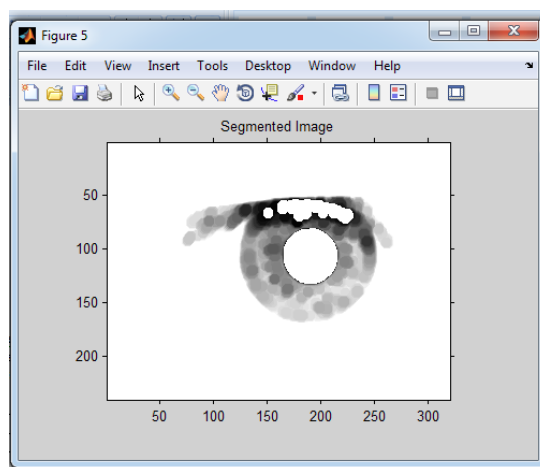 Figure 5
File Edit View Insert Tools Desktop Window Help
Segmented Image
50
100
150
200
50 100 150 200 250 300